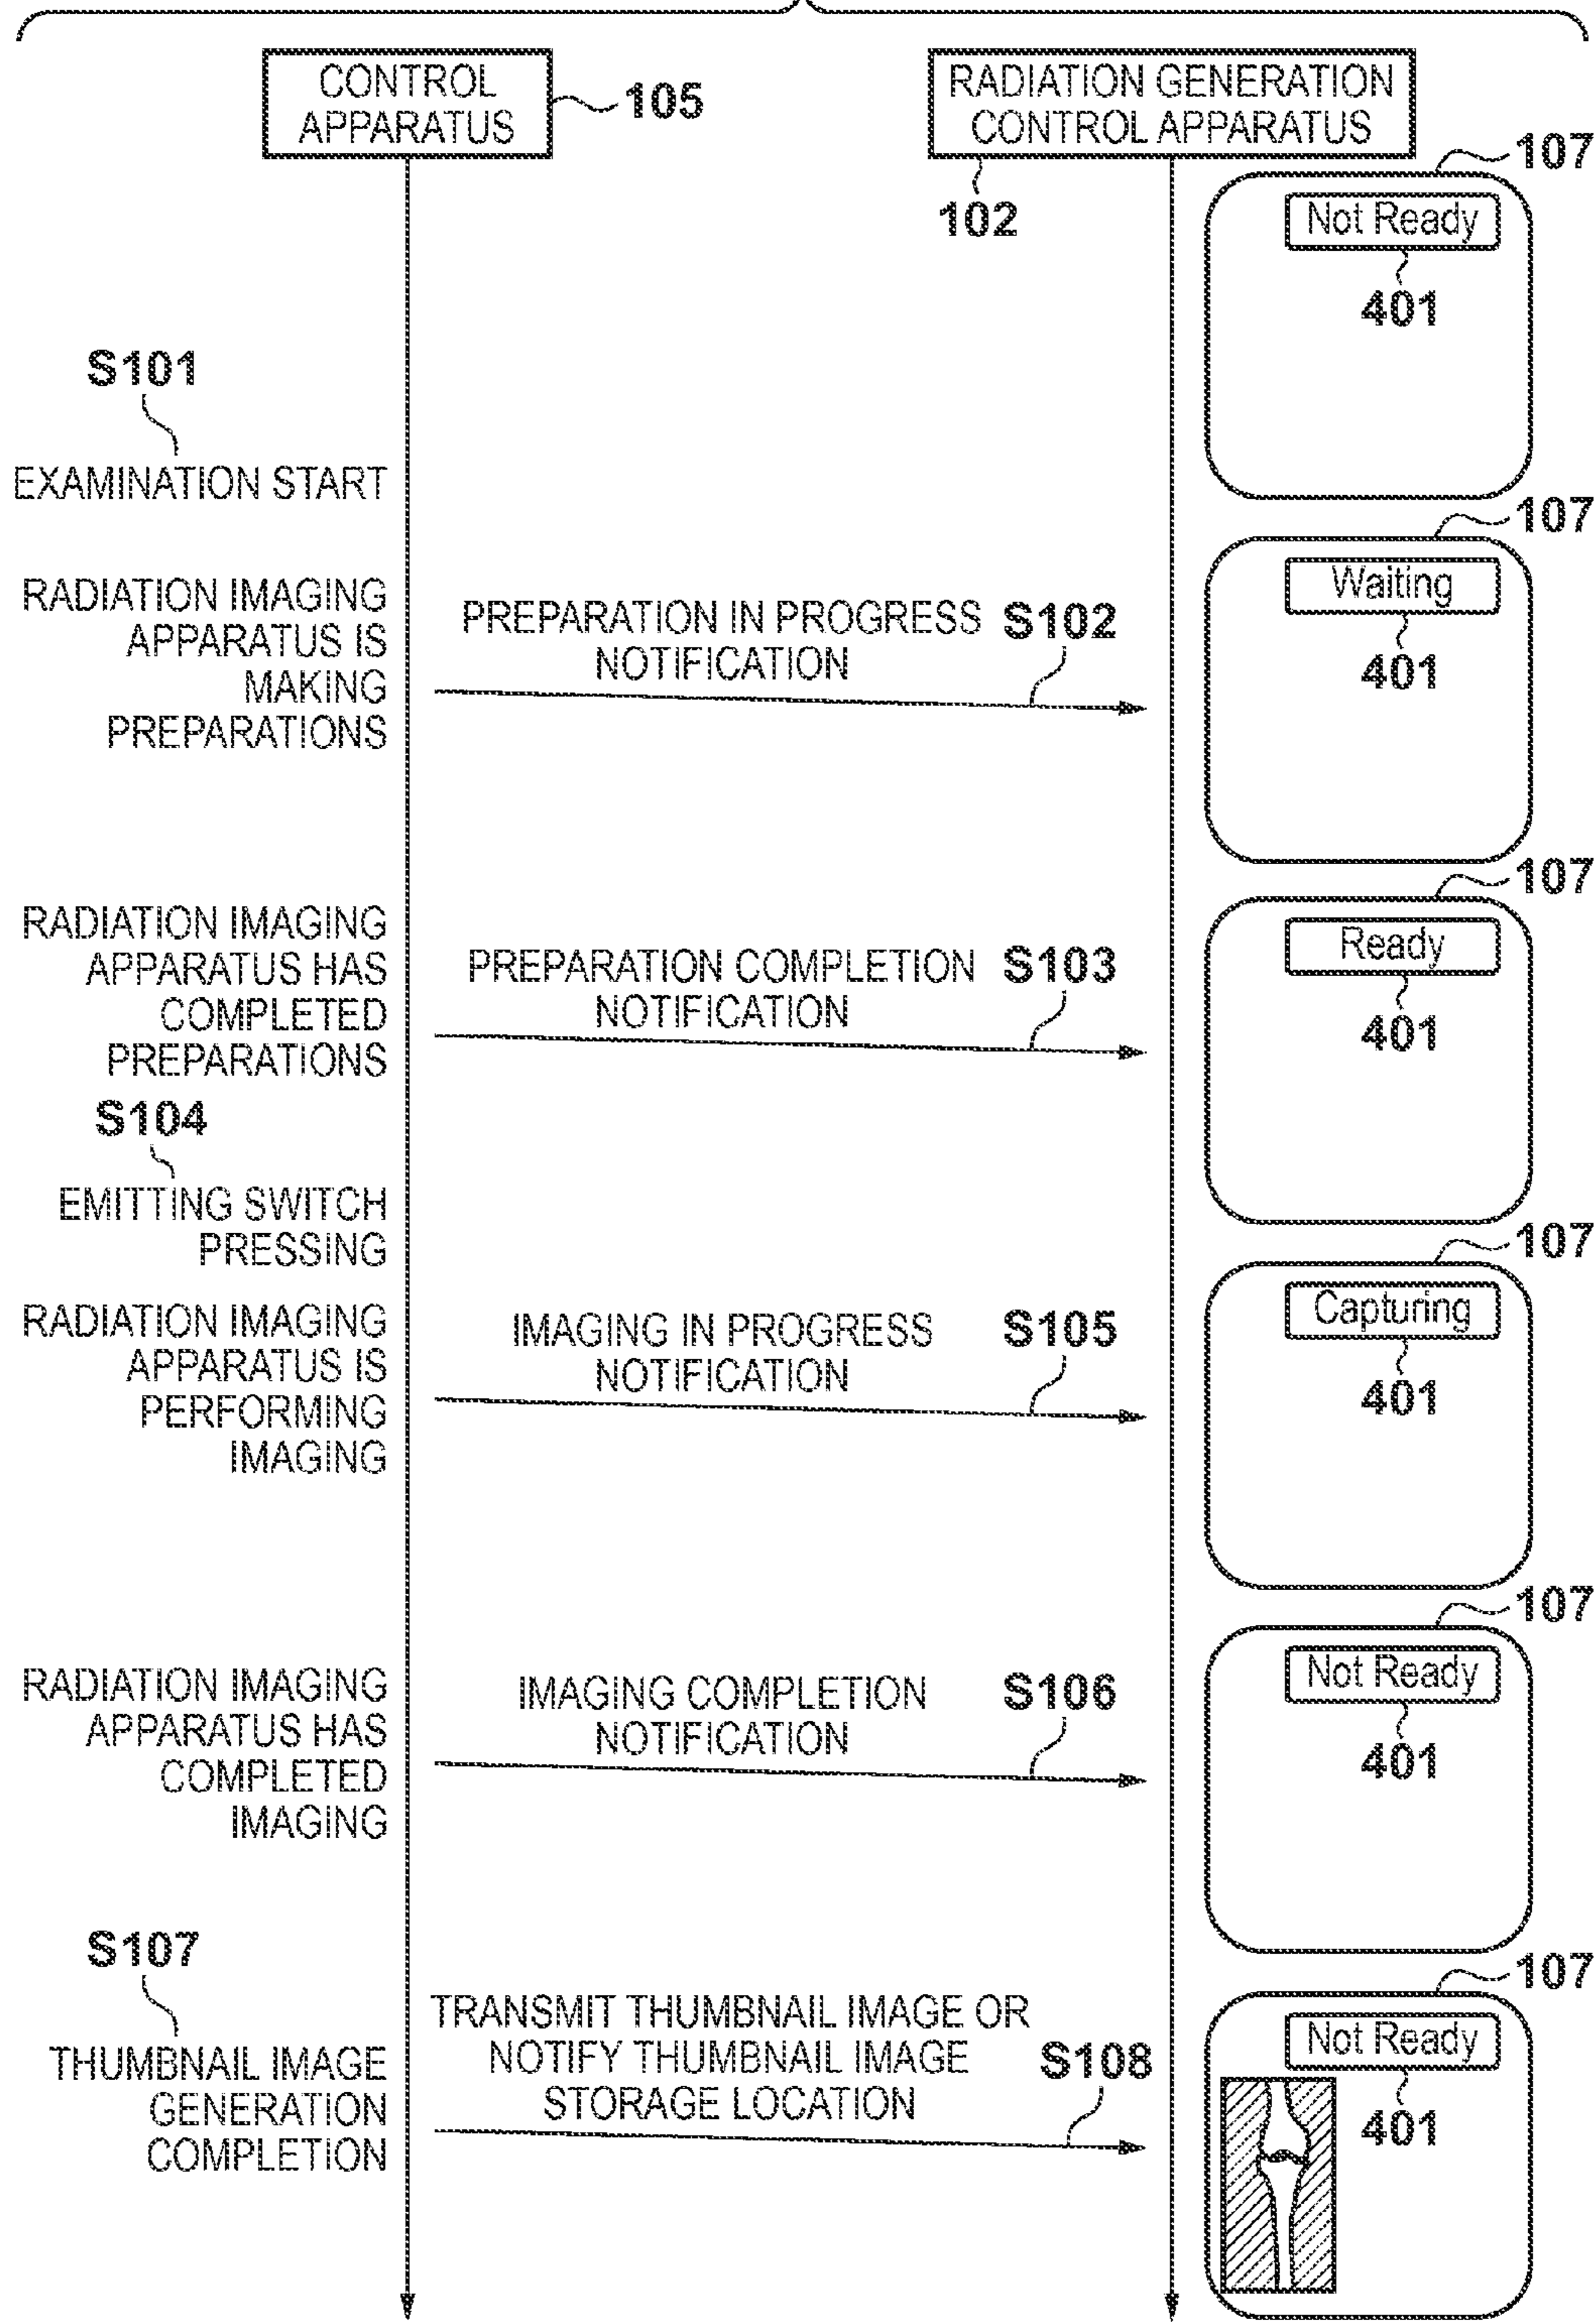 CONTROL
APPARATUS
105
RADIATION GENERATION
CONTROL APPARATUS
102
107
Not Ready
401
S101
EXAMINATION START
107
Waiting
401
RADIATION IMAGING
APPARATUS IS
MAKING
PREPARATIONS
PREPARATION IN PROGRESS
NOTIFICATION
S102
107
Ready
401
RADIATION IMAGING
APPARATUS HAS
COMPLETED
PREPARATIONS
PREPARATION COMPLETION
NOTIFICATION
S103
S104
EMITTING SWITCH
PRESSING
107
Capturing
401
RADIATION IMAGING
APPARATUS IS
PERFORMING
IMAGING
IMAGING IN PROGRESS
NOTIFICATION
S105
107
Not Ready
401
RADIATION IMAGING
APPARATUS HAS
COMPLETED
IMAGING
IMAGING COMPLETION
NOTIFICATION
S106
S107
THUMBNAIL IMAGE
GENERATION
COMPLETION
TRANSMIT THUMBNAIL IMAGE OR
NOTIFY THUMBNAIL IMAGE
STORAGE LOCATION
S108
107
Not Ready
401